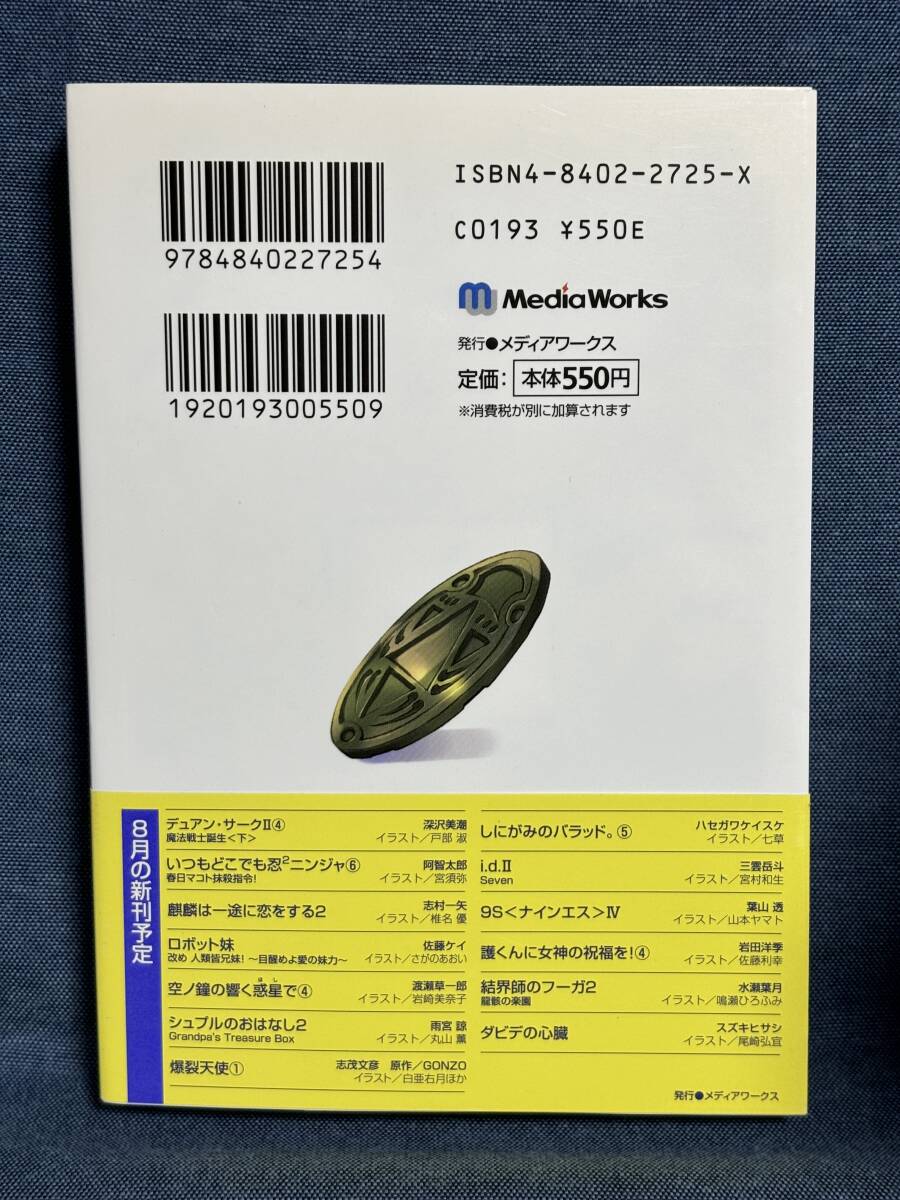 ISBN4-8402-2725-X
C0193 ¥550E
9784840227254
1920193005509
m Media Works
発行●メディアワークス
定価: 本体550円
※消費税が別に加算されます
8月の新刊予定
デュアン・サークⅡ④ 深沢美潮
魔法戦士誕生<下> イラスト／戸部 淑
いつもどこでも忍2ニンジャ⑥ 阿智太郎
春日マコト抹殺指令! イラスト／宮須弥
麒麟は一途に恋をする2 志村一矢
イラスト／椎名 優
ロボット妹 佐藤ケイ
改め 人類皆兄妹! ～目醒めよ愛の妹力～ イラスト／さがのあおい
空ノ鐘の響く惑星で④ 渡瀬草一郎
ほし
イラスト／岩崎美奈子
シュプルのおはなし2 雨宮 諒
Grandpa's Treasure Box イラスト／丸山 薫
爆裂天使① 志茂文彦 原作／GONZO
イラスト／白亜右月ほか
しにがみのバラッド。⑤ ハセガワケイスケ
イラスト／七草
i.d.Ⅱ 三雲岳斗
Seven イラスト／宮村和生
9S<ナインエス>Ⅳ 葉山 透
イラスト／山本ヤマト
護くんに女神の祝福を!④ 岩田洋季
イラスト／佐藤利幸
結界師のフーガ2 水瀬葉月
龍骸の楽園 イラスト／鳴瀬ひろふみ
ダビデの心臓 スズキヒサシ
イラスト／尾崎弘宜
発行●メディアワークス